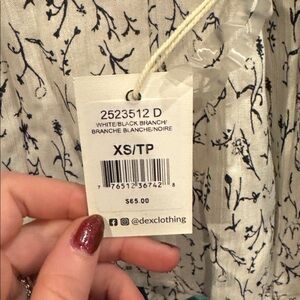 2523512 D
WHITE/BLACK BRANCH/
BRANCHE BLANCHE/NOIRE
XS/TP
7 76512 36742 8
$65.00
@dexclothing